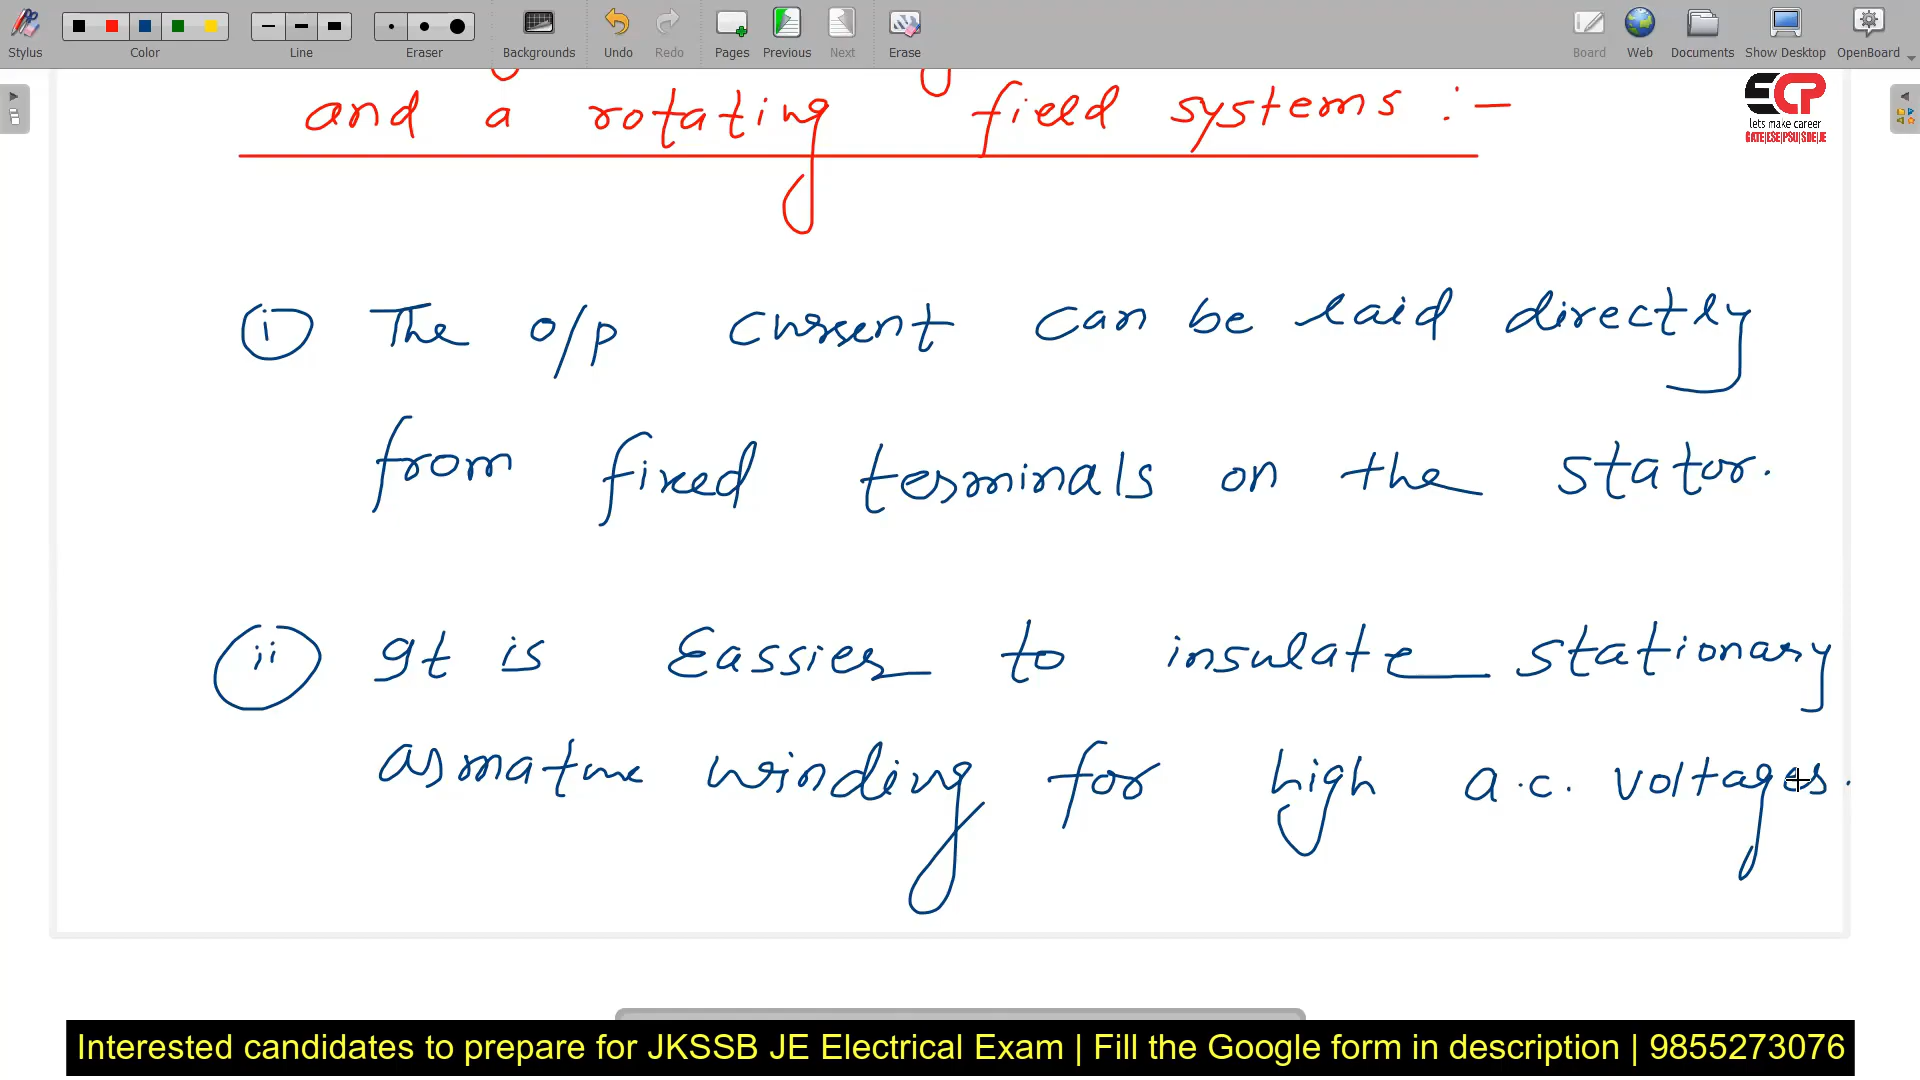 Stylus Color Line Eraser Backgrounds Undo Redo Pages Previous Next Erase Board Web Documents Show Desktop OpenBoard
ECP
lets make career
GATE|ESE|PSU|SDE|JE
and a rotating field systems :-
(i) The o/p current can be laid directly
from fixed terminals on the stator.
(ii) It is Eassier to insulate stationary
armature winding for high a.c. voltages.
Interested candidates to prepare for JKSSB JE Electrical Exam | Fill the Google form in description | 9855273076